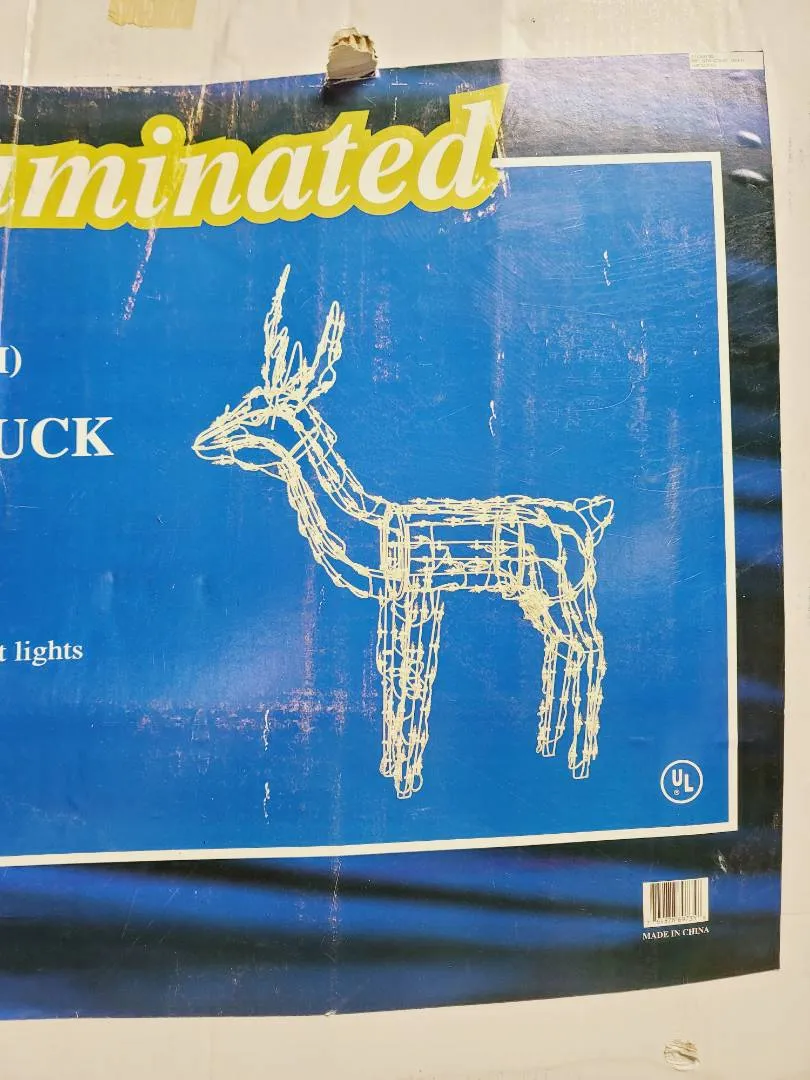 uminated
I)
UCK
t lights
UL
®
MADE IN CHINA